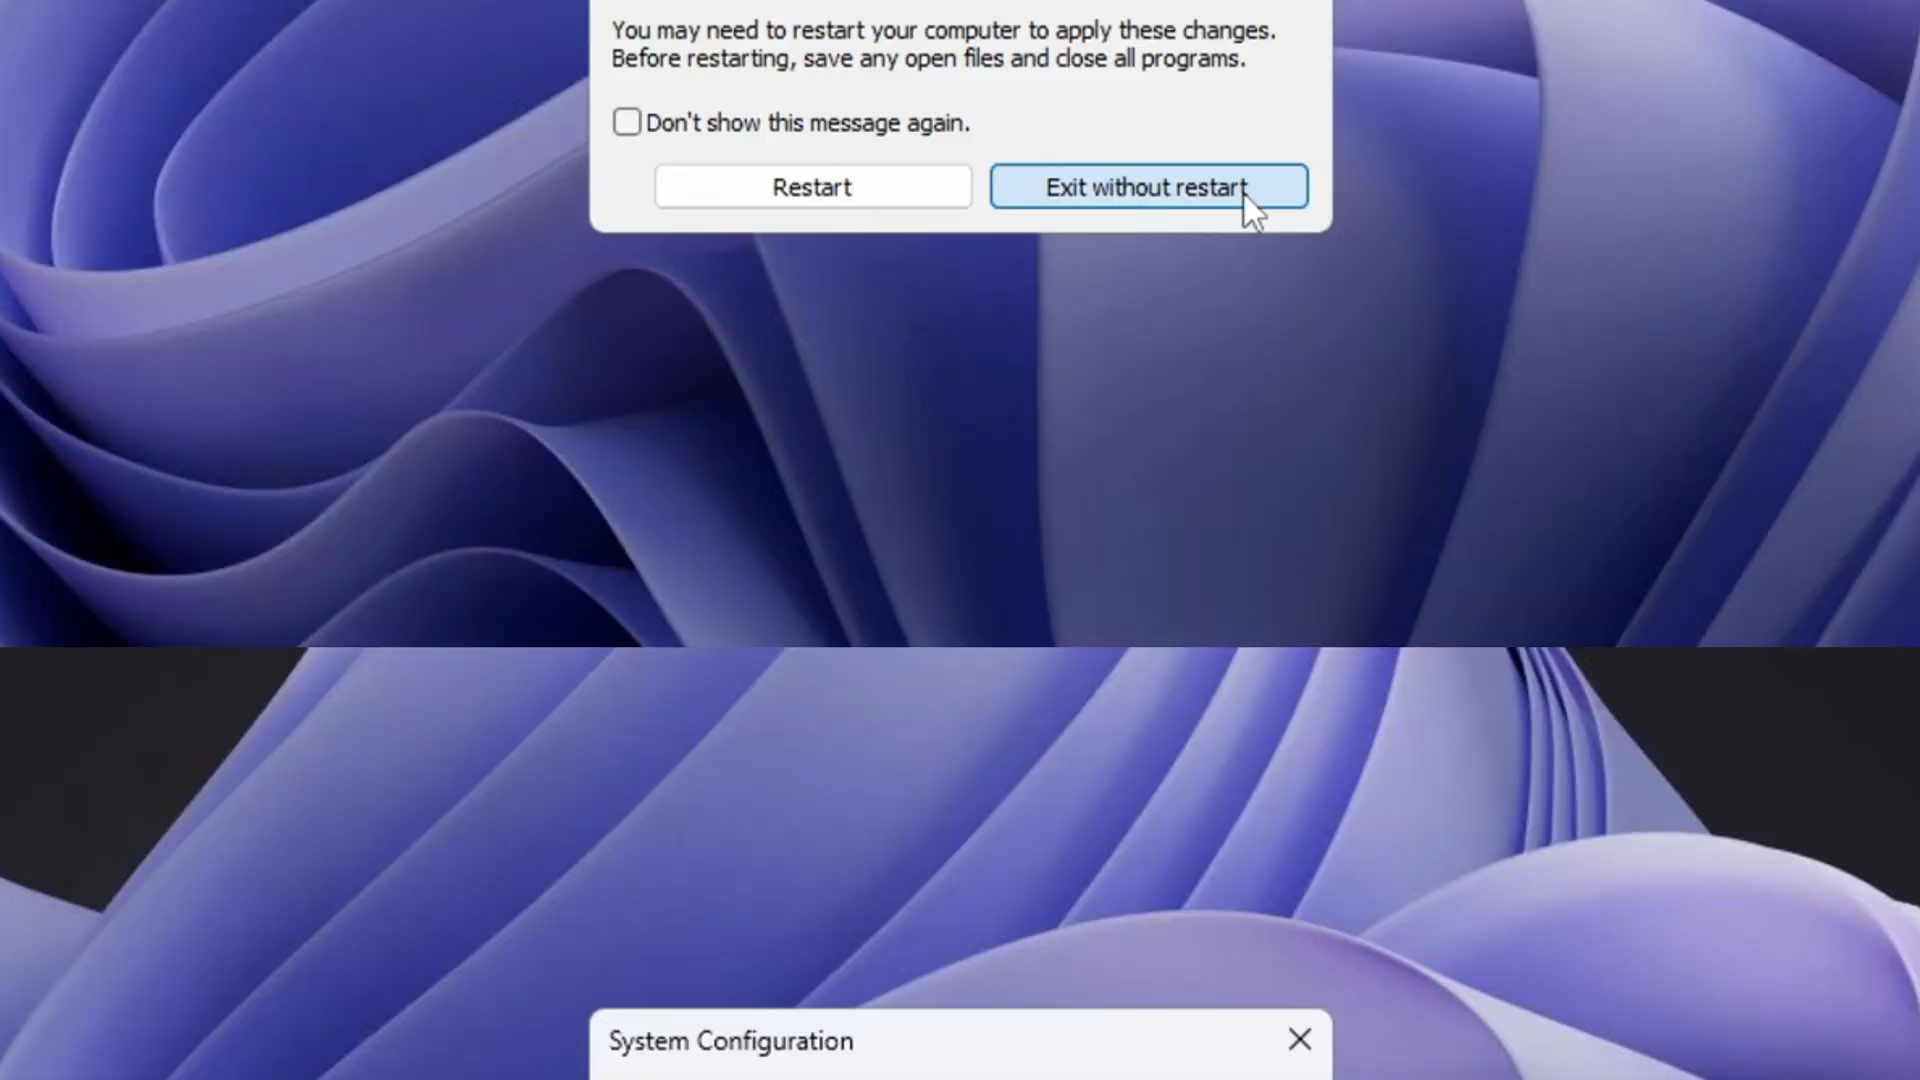 You may need to restart your computer to apply these changes.
Before restarting, save any open files and close all programs.
Don't show this message again.
Restart
Exit without restart
System Configuration